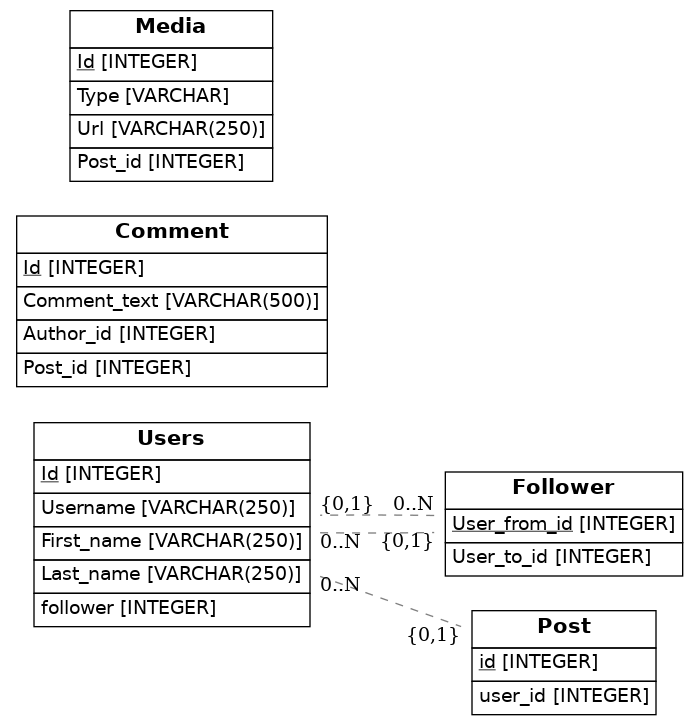 Media
Id [INTEGER]
Type [VARCHAR]
Url [VARCHAR(250)]
Post_id [INTEGER]
Comment
Id [INTEGER]
Comment_text [VARCHAR(500)]
Author_id [INTEGER]
Post_id [INTEGER]
Users
Id [INTEGER]
Username [VARCHAR(250)]
First_name [VARCHAR(250)]
Last_name [VARCHAR(250)]
follower [INTEGER]
{0,1} 0..N
0..N {0,1}
0..N
{0,1}
Follower
User_from_id [INTEGER]
User_to_id [INTEGER]
Post
id [INTEGER]
user_id [INTEGER]